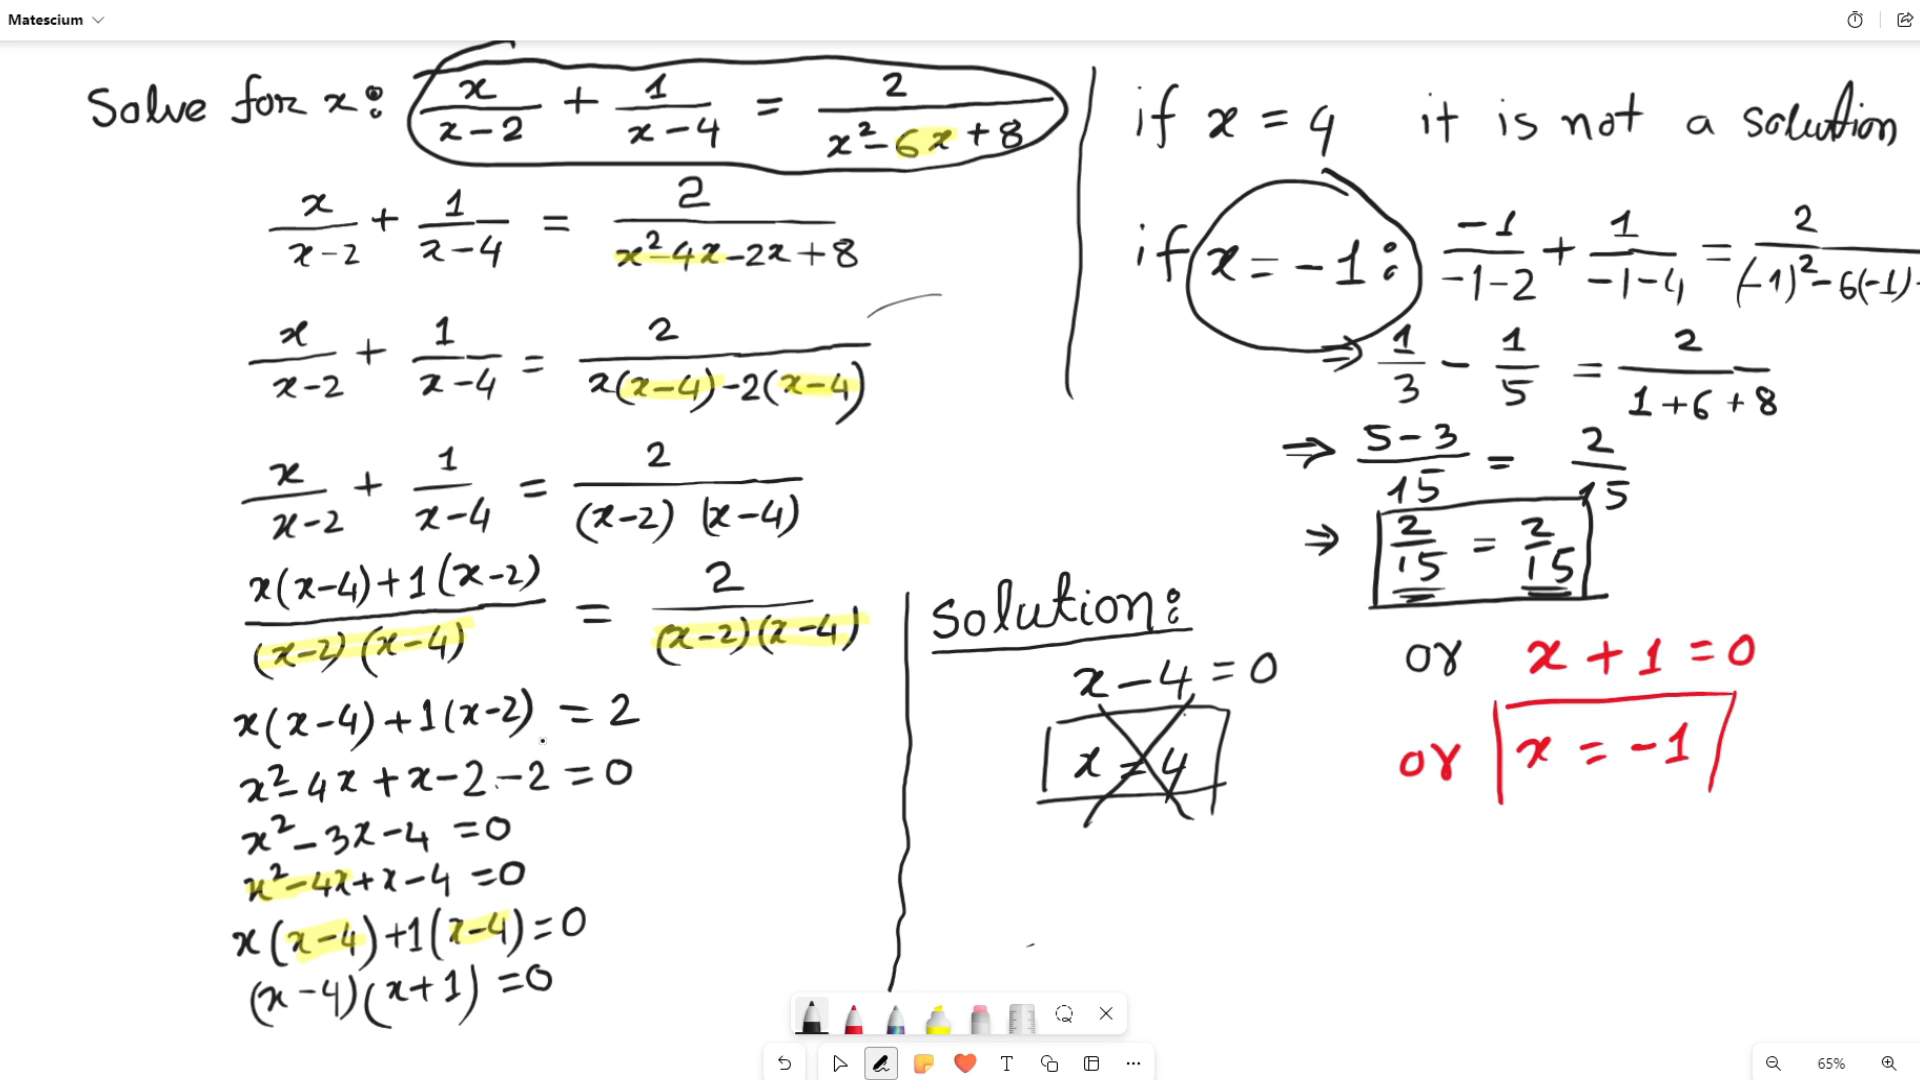 Matescium
Solve for x: x/(x-2) + 1/(x-4) = 2/(x²-6x+8)
x/(x-2) + 1/(x-4) = 2/(x²-4x-2x+8)
x/(x-2) + 1/(x-4) = 2/(x(x-4)-2(x-4))
x/(x-2) + 1/(x-4) = 2/((x-2)(x-4))
(x(x-4)+1(x-2))/((x-2)(x-4)) = 2/((x-2)(x-4))
x(x-4)+1(x-2) = 2
x²-4x+x-2-2=0
x²-3x-4=0
x²-4x+x-4=0
x(x-4)+1(x-4)=0
(x-4)(x+1)=0
Solution:
x-4=0
x=4
or x+1=0
or x=-1
if x=4 it is not a solution
if x=-1: -1/(-1-2) + 1/(-1-4) = 2/((-1)²-6(-1)
⇒ 1/3 - 1/5 = 2/(1+6+8)
⇒ (5-3)/15 = 2/15
⇒ 2/15 = 2/15
T
65%